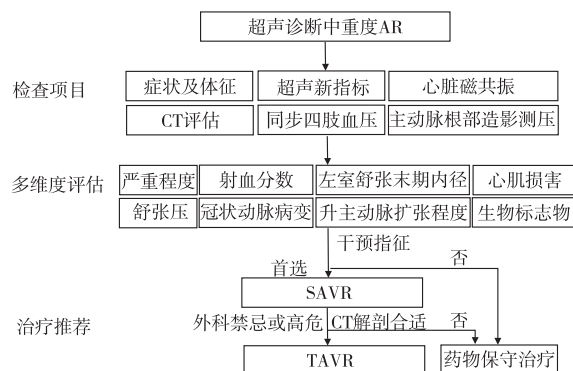 超声诊断中重度AR
检查项目
症状及体征 超声新指标 心脏磁共振
CT评估 同步四肢血压 主动脉根部造影测压
多维度评估
严重程度 射血分数 左室舒张末期内径 心肌损害
舒张压 冠状动脉病变 升主动脉扩张程度 生物标志物
干预指征
首选 否
SAVR
治疗推荐
外科禁忌或高危 CT解剖合适 否
TAVR 药物保守治疗